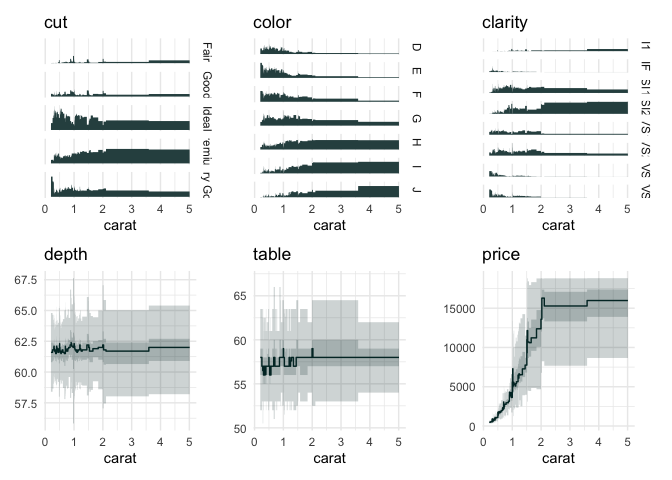 cut
Fair
Good
Ideal
carat
0 1 2 3 4 5
color
D
E
F
G
H
I
J
0 1 2 3 4 5
carat
clarity
I1
IF
SI1
SI2
VS
VS
0 1 2 3 4 5
carat
depth
67.5
65.0
62.5
60.0
57.5
0 1 2 3 4 5
carat
table
65
60
55
50
0 1 2 3 4 5
carat
price
15000
10000
5000
0
0 1 2 3 4 5
carat